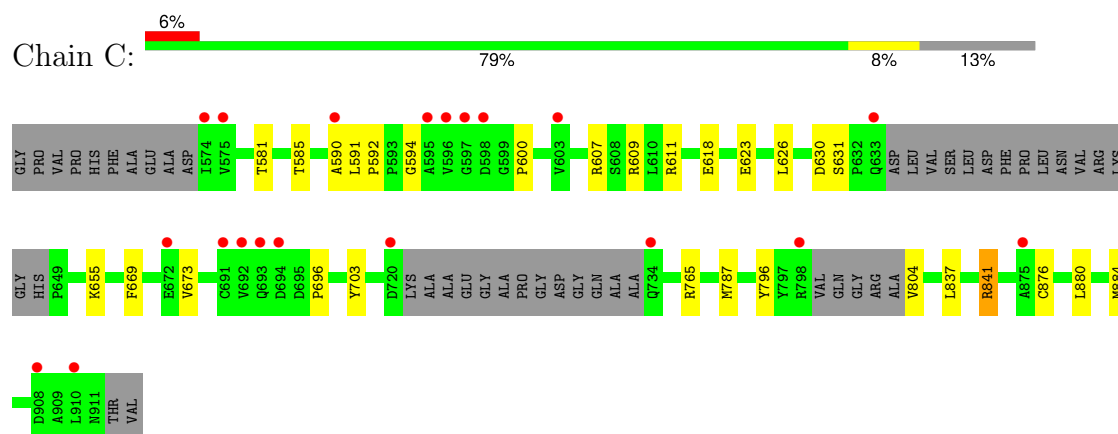 6%
Chain C: 79% 8% 13%
GLY PRO VAL PRO HIS PHE ALA GLU ALA ASP I574 V575 T581 T585 A590 L591 P592 P593 G594 A595 V596 G597 D598 G599 P600 V603 R607 S608 R609 L610 R611 E618 E623 L626 D630 S631 P632 Q633 ASP LEU VAL SER LEU ASP PHE PRO LEU ASN VAL ARG LYS
GLY HIS P649 K655 F669 E672 V673 C691 V692 Q693 D694 D695 P696 Y703 D720 LYS ALA ALA GLU GLY ALA PRO GLY ASP GLY GLN ALA ALA Q734 R765 M787 Y796 Y797 R798 VAL GLN GLY ARG ALA V804 L837 R841 A875 C876 L880 M884
D908 A909 L910 N911 THR VAL